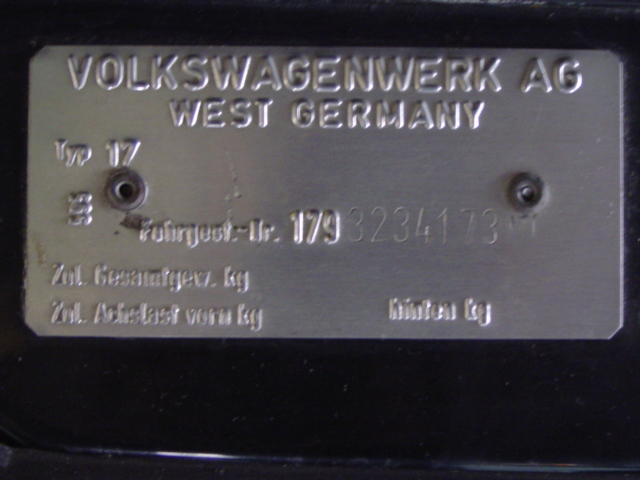 VOLKSWAGENWERK AG
WEST GERMANY
Typ 17
Fahrgest.-Nr. 1793234173
Zul. Gesamtgew. kg
Zul. Achslast vorn kg hinten kg